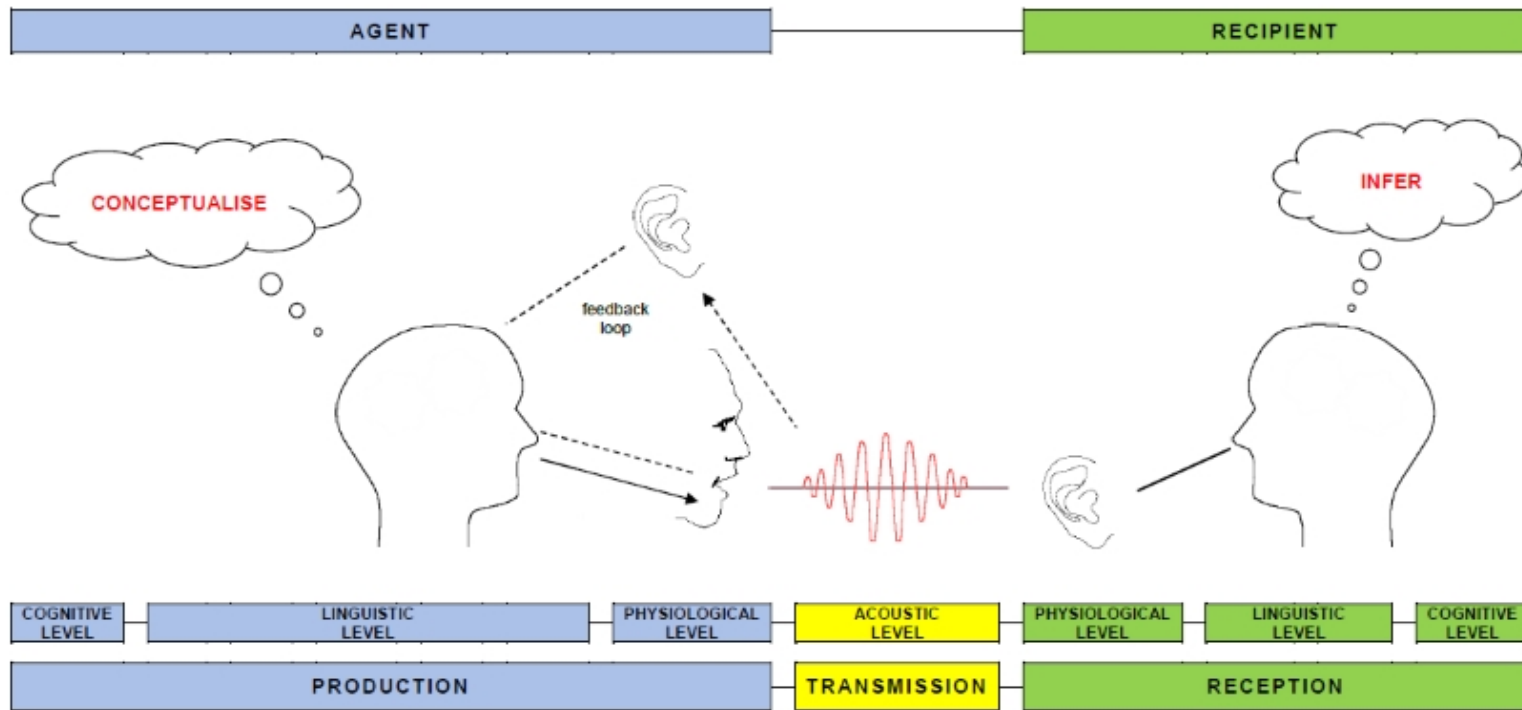 AGENT
RECIPIENT
CONCEPTUALISE
INFER
feedback
loop
COGNITIVE
LEVEL
LINGUISTIC
LEVEL
PHYSIOLOGICAL
LEVEL
ACOUSTIC
LEVEL
PHYSIOLOGICAL
LEVEL
LINGUISTIC
LEVEL
COGNITIVE
LEVEL
PRODUCTION
TRANSMISSION
RECEPTION